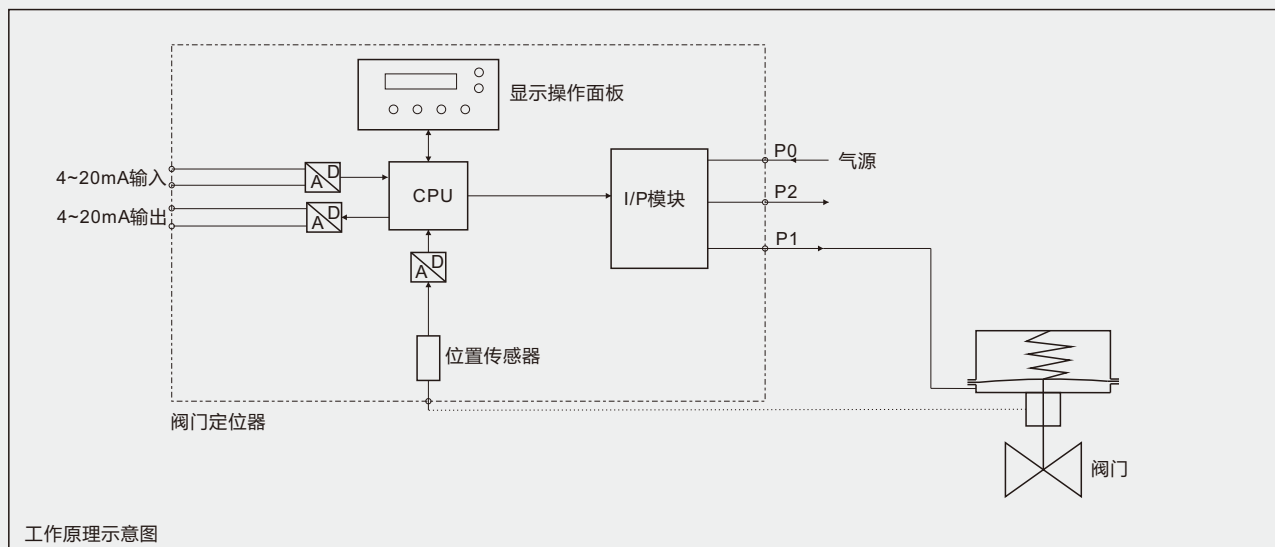 显示操作面板
P0
气源
4~20mA输入
A D
CPU
I/P模块
P2
4~20mA输出
A D
P1
A D
位置传感器
阀门定位器
阀门
工作原理示意图